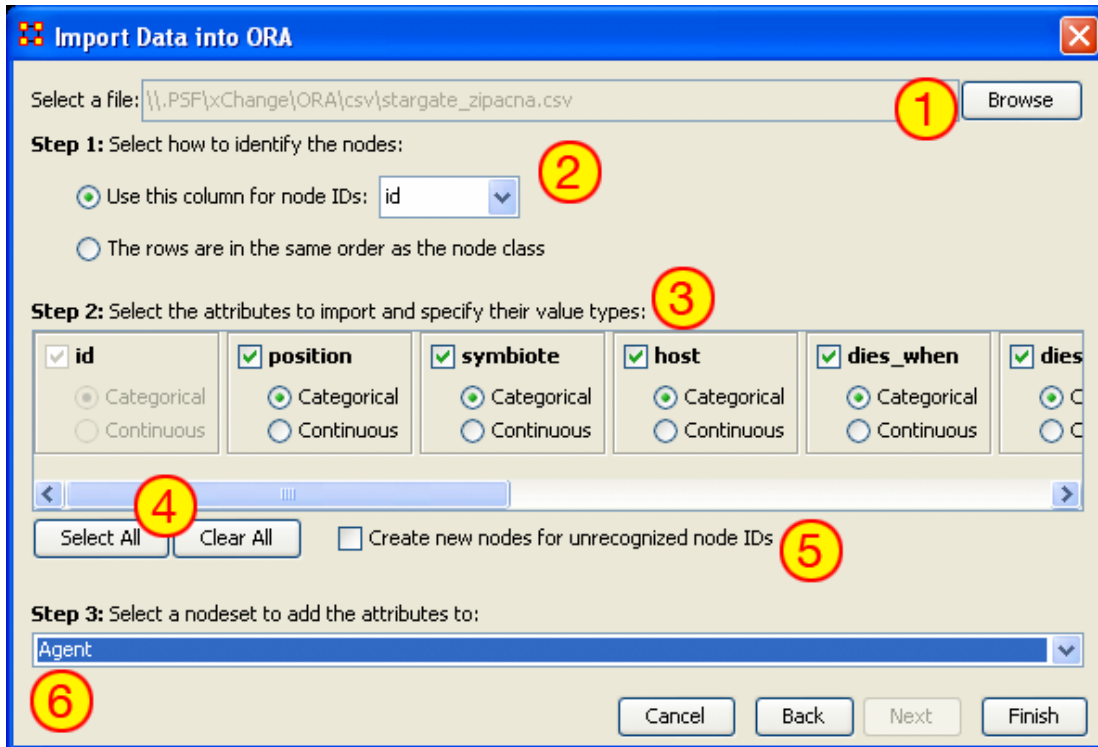 Import Data into ORA
Select a file: \\.PSF\xChange\ORA\csv\stargate_zipacna.csv 1 Browse
Step 1: Select how to identify the nodes: 2
Use this column for node IDs: id
The rows are in the same order as the node class
Step 2: Select the attributes to import and specify their value types: 3
id position symbiote host dies_when dies
Categorical Categorical Categorical Categorical Categorical C
Continuous Continuous Continuous Continuous Continuous C
4
Select All Clear All Create new nodes for unrecognized node IDs 5
Step 3: Select a nodeset to add the attributes to:
Agent
6
Cancel Back Next Finish